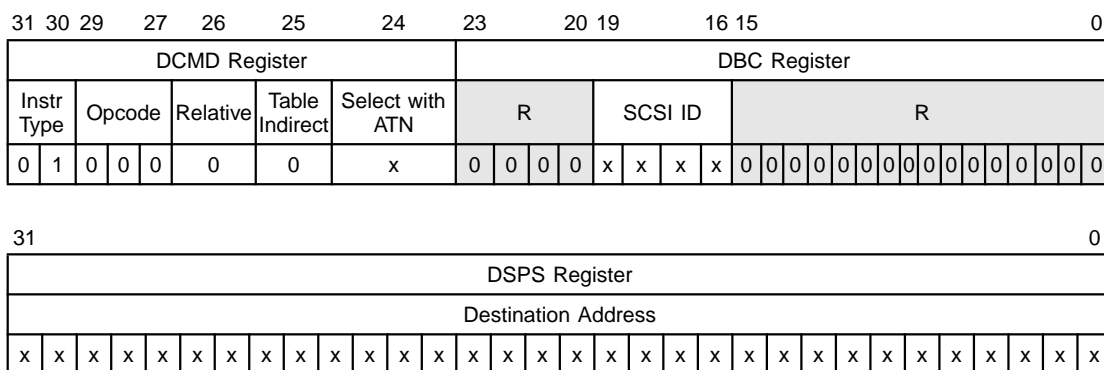 31 30 29 27 26 25 24 23 20 19 16 15 0
DCMD Register DBC Register
Instr Type Opcode Relative Table Indirect Select with ATN R SCSI ID R
0 1 0 0 0 0 0 x 0 0 0 0 x x x x 0 0 0 0 0 0 0 0 0 0 0 0 0 0 0 0
31 0
DSPS Register
Destination Address
x x x x x x x x x x x x x x x x x x x x x x x x x x x x x x x x